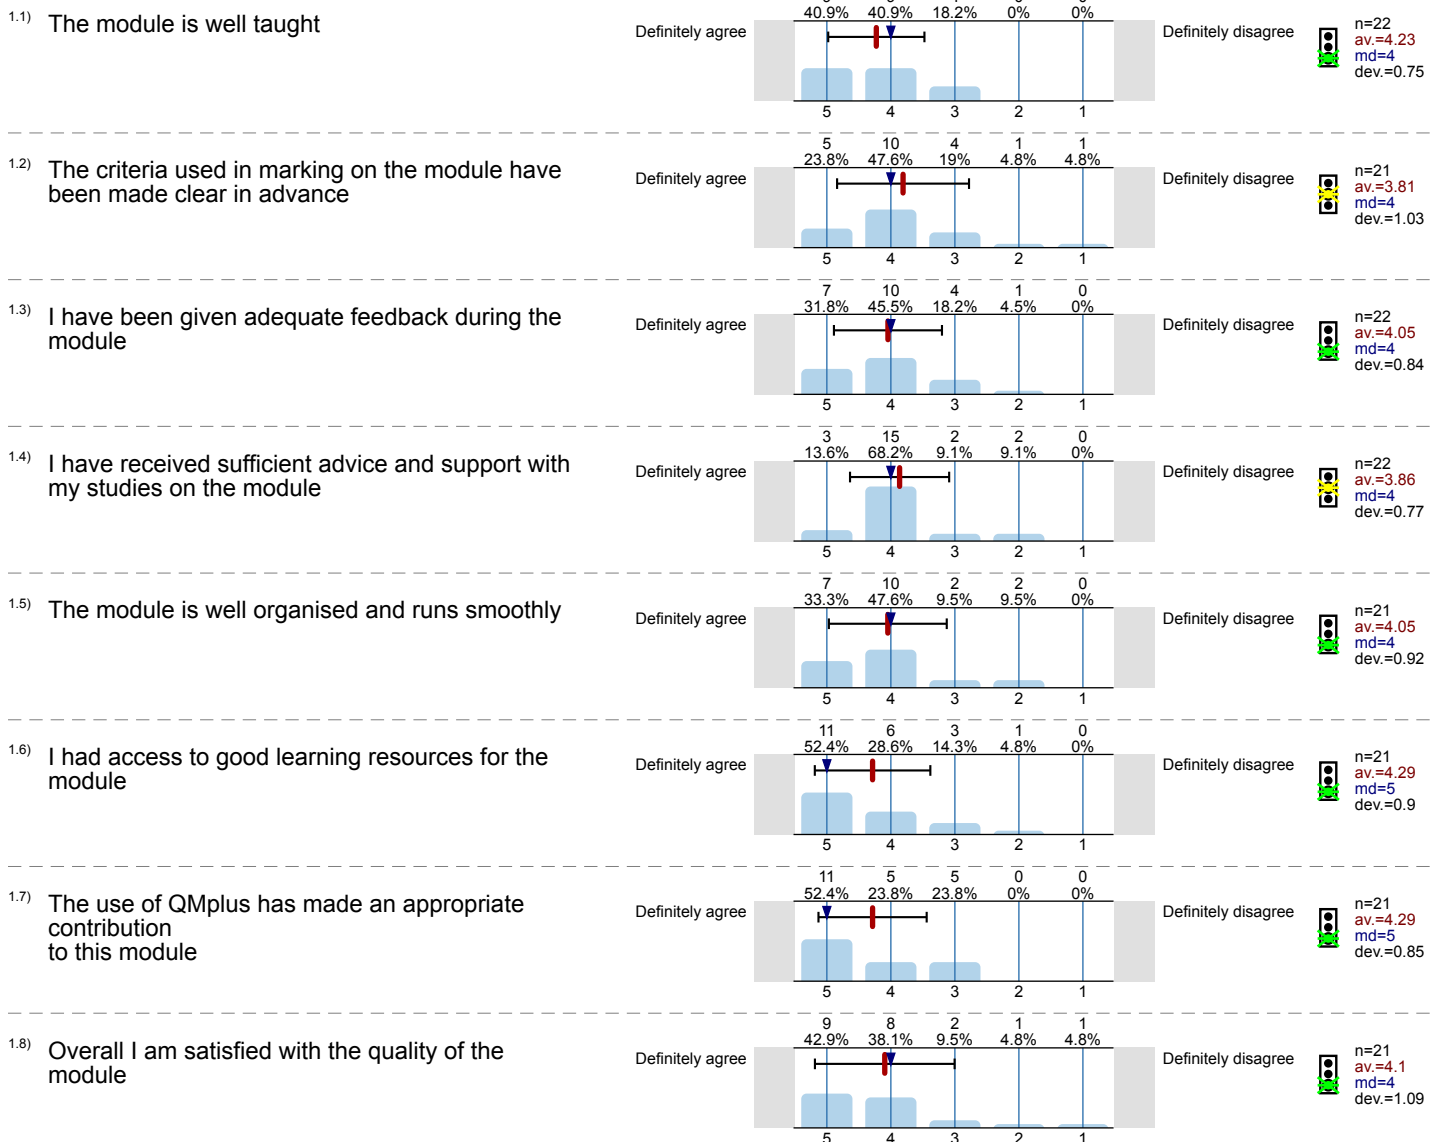 40.9% 40.9% 18.2% 0% 0%
1.1) The module is well taught Definitely agree Definitely disagree n=22
av.=4.23
md=4
dev.=0.75
5 4 3 2 1
5 10 4 1 1
23.8% 47.6% 19% 4.8% 4.8%
1.2) The criteria used in marking on the module have Definitely agree Definitely disagree n=21
been made clear in advance av.=3.81
md=4
dev.=1.03
5 4 3 2 1
7 10 4 1 0
31.8% 45.5% 18.2% 4.5% 0%
1.3) I have been given adequate feedback during the Definitely agree Definitely disagree n=22
module av.=4.05
md=4
dev.=0.84
5 4 3 2 1
3 15 2 2 0
13.6% 68.2% 9.1% 9.1% 0%
1.4) I have received sufficient advice and support with Definitely agree Definitely disagree n=22
my studies on the module av.=3.86
md=4
dev.=0.77
5 4 3 2 1
7 10 2 2 0
33.3% 47.6% 9.5% 9.5% 0%
1.5) The module is well organised and runs smoothly Definitely agree Definitely disagree n=21
av.=4.05
md=4
dev.=0.92
5 4 3 2 1
11 6 3 1 0
52.4% 28.6% 14.3% 4.8% 0%
1.6) I had access to good learning resources for the Definitely agree Definitely disagree n=21
module av.=4.29
md=5
dev.=0.9
5 4 3 2 1
11 5 5 0 0
52.4% 23.8% 23.8% 0% 0%
1.7) The use of QMplus has made an appropriate Definitely agree Definitely disagree n=21
contribution av.=4.29
to this module md=5
dev.=0.85
5 4 3 2 1
9 8 2 1 1
42.9% 38.1% 9.5% 4.8% 4.8%
1.8) Overall I am satisfied with the quality of the Definitely agree Definitely disagree n=21
module av.=4.1
md=4
dev.=1.09
5 4 3 2 1